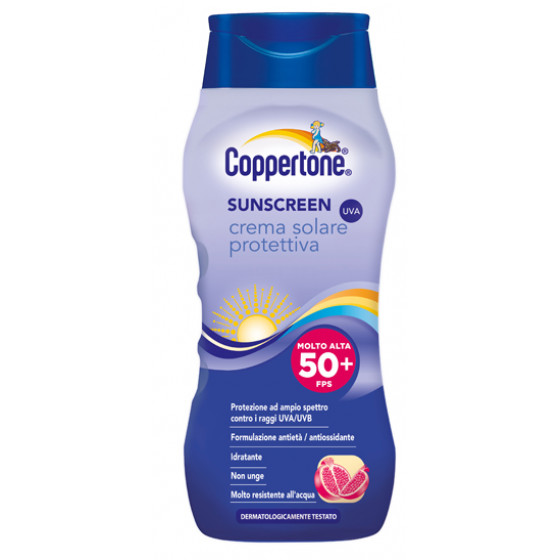 Coppertone®
SUNSCREEN
UVA
crema solare
protettiva
MOLTO ALTA
50+
FPS
Protezione ad ampio spettro
contro i raggi UVA/UVB
Formulazione antietà / antiossidante
Idratante
Non unge
Molto resistente all'acqua
DERMATOLOGICAMENTE TESTATO